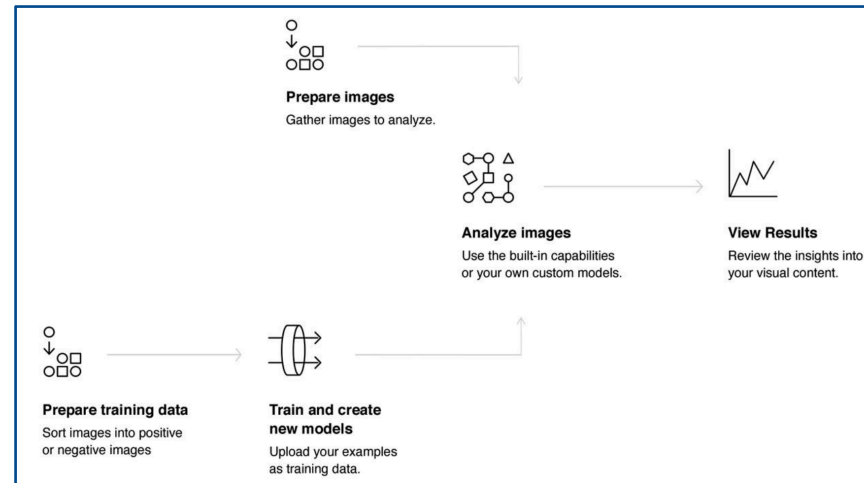 Prepare images
Gather images to analyze.
Analyze images
Use the built-in capabilities
or your own custom models.
View Results
Review the insights into
your visual content.
Prepare training data
Sort images into positive
or negative images
Train and create
new models
Upload your examples
as training data.